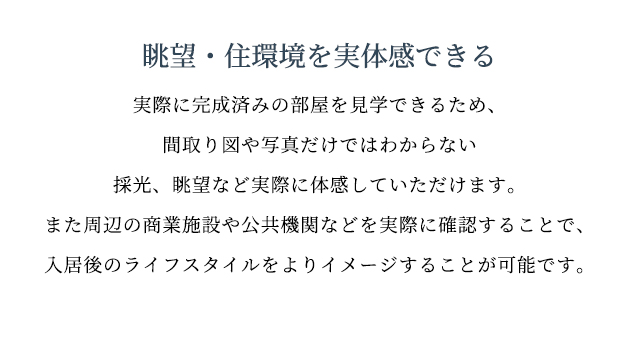 眺望・住環境を実体感できる
実際に完成済みの部屋を見学できるため、
間取り図や写真だけではわからない
採光、眺望など実際に体感していただけます。
また周辺の商業施設や公共機関などを実際に確認することで、
入居後のライフスタイルをよりイメージすることが可能です。